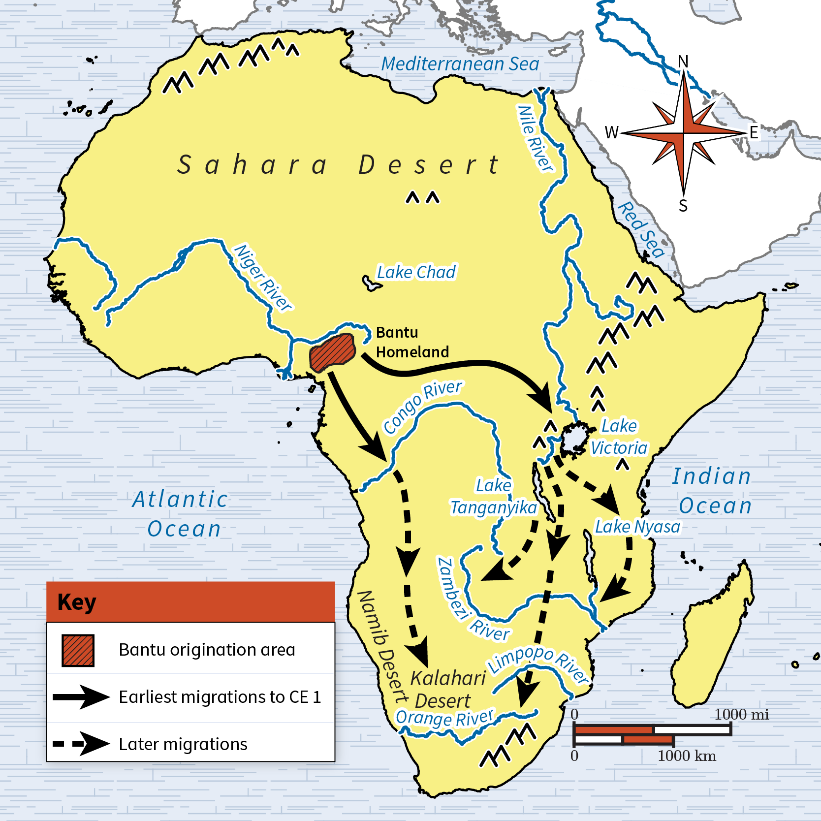 Mediterranean Sea
N
W
E
S
Nile River
Sahara Desert
Red Sea
Niger River
Lake Chad
Bantu
Homeland
Congo River
Lake
Victoria
Lake
Tanganyika
Indian
Ocean
Atlantic
Ocean
Lake Nyasa
Zambezi River
Namib Desert
Limpopo River
Kalahari
Desert
Orange River
Key
Bantu origination area
Earliest migrations to CE 1
Later migrations
0
1000 mi
0
1000 km